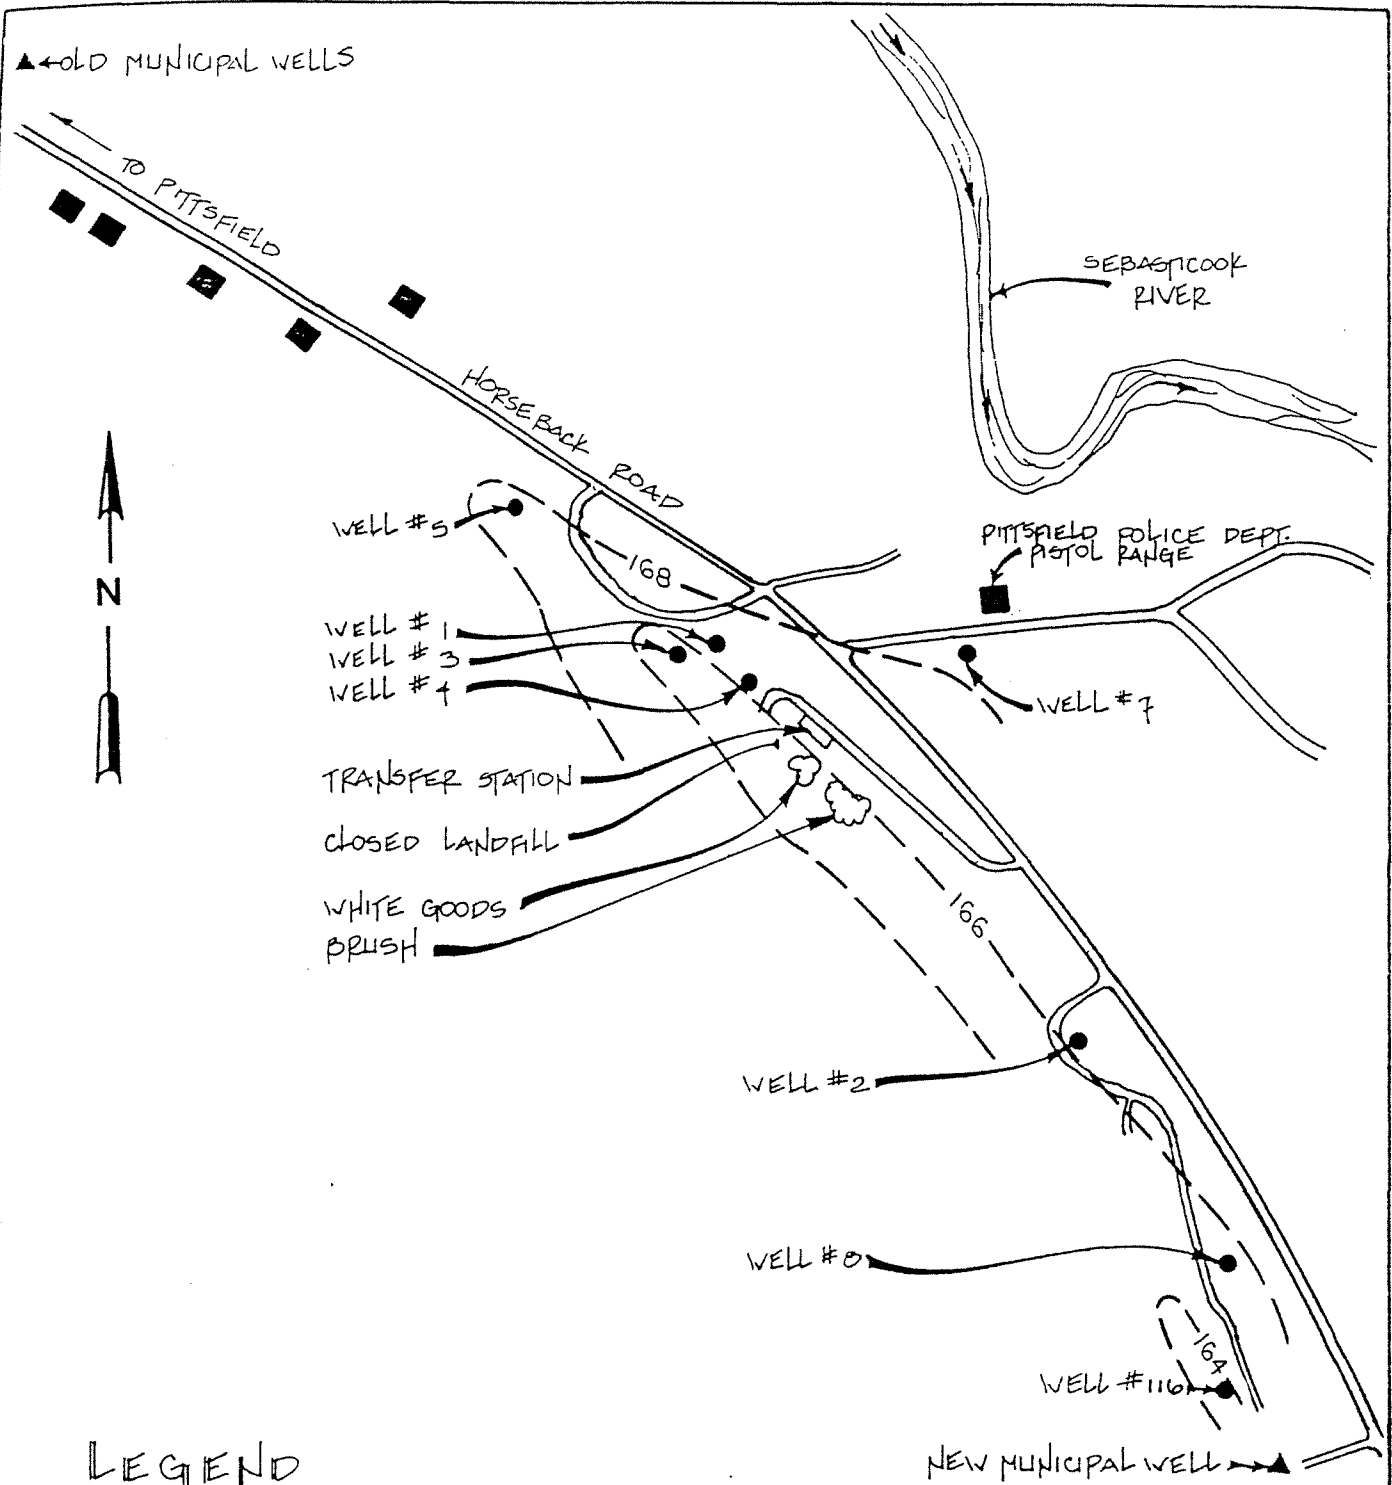 ▲←OLD MUNICIPAL WELLS
TO PITTSFIELD
SEBASTICOOK
RIVER
HORSEBACK ROAD
WELL #5
168
PITTSFIELD POLICE DEPT.
PISTOL RANGE
N
WELL #1
WELL #3
WELL #4
WELL #7
TRANSFER STATION
CLOSED LANDFILL
WHITE GOODS
BRUSH
166
WELL #2
WELL #8
164
WELL #116
LEGEND
NEW MUNICIPAL WELL